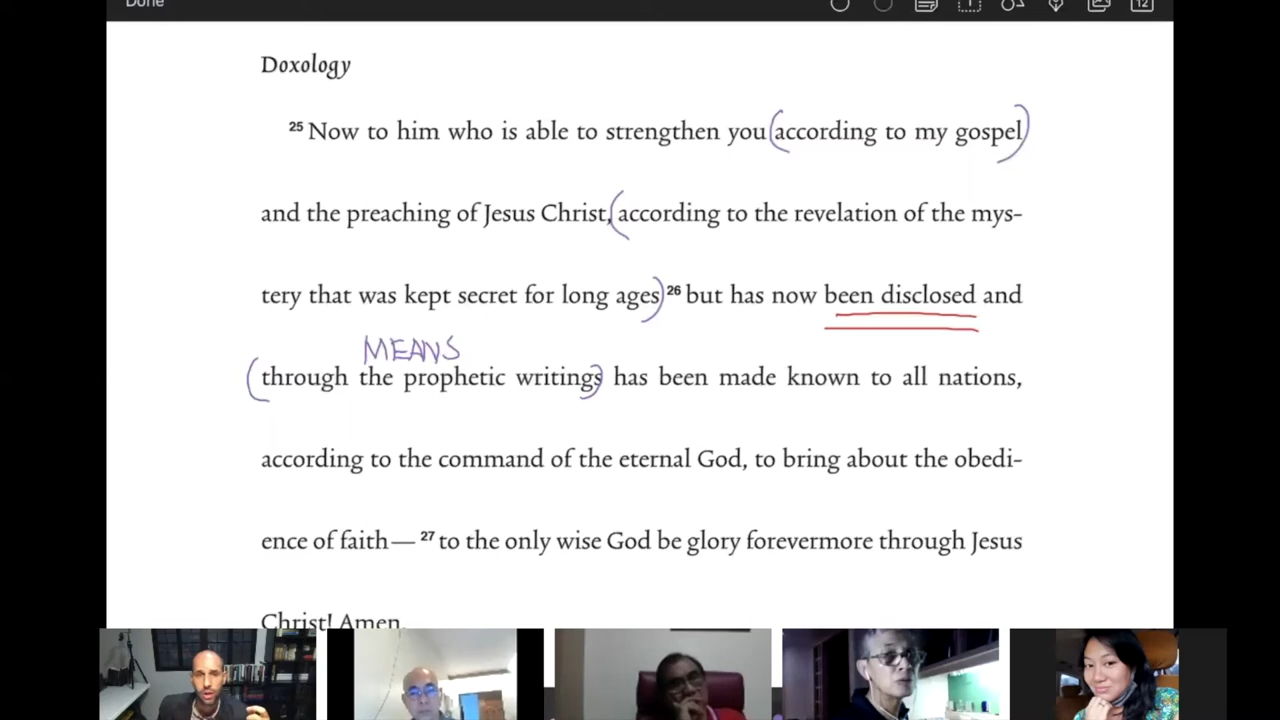 Done
12
Doxology
25 Now to him who is able to strengthen you (according to my gospel)
and the preaching of Jesus Christ, (according to the revelation of the mys-
tery that was kept secret for long ages) 26 but has now been disclosed and
MEANS
(through the prophetic writings) has been made known to all nations,
according to the command of the eternal God, to bring about the obedi-
ence of faith— 27 to the only wise God be glory forevermore through Jesus
Christ! Amen.